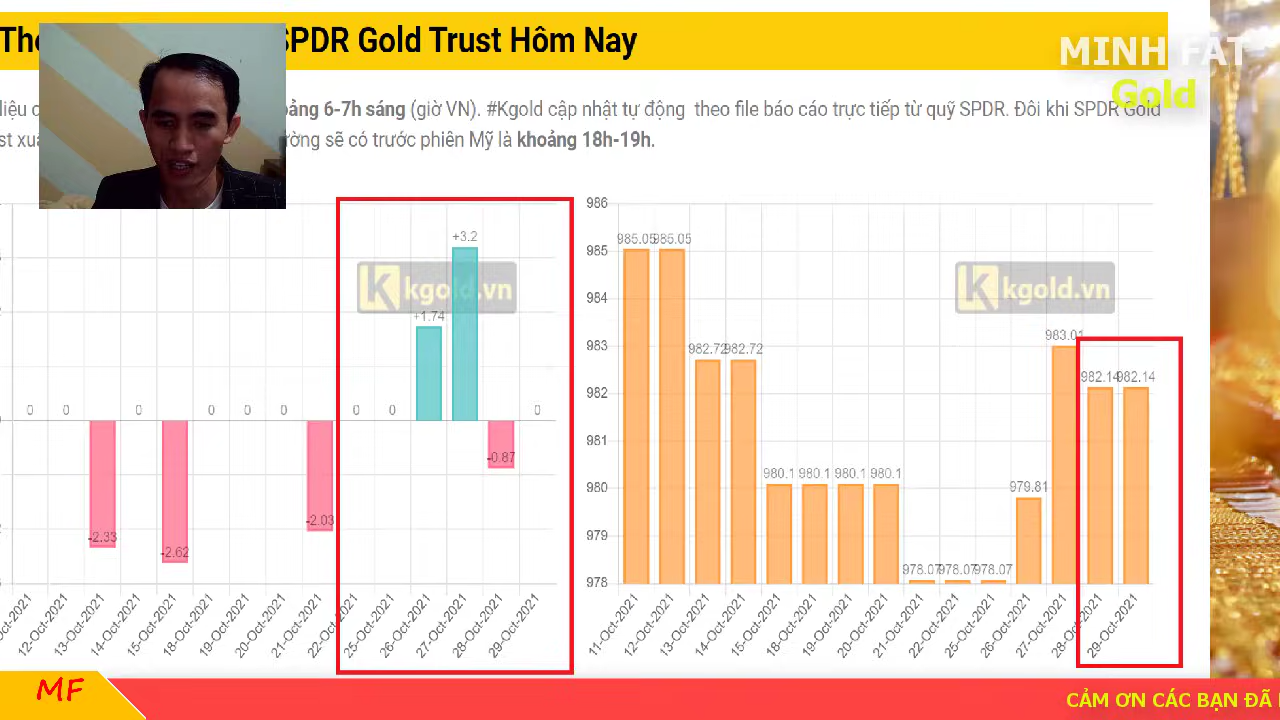 SPDR Gold Trust Hôm Nay
MINH FAT
Gold
6-7h sáng (giờ VN). #Kgold cập nhật tự động theo file báo cáo trực tiếp từ quỹ SPDR. Đôi khi SPDR Gold
sẽ có trước phiên Mỹ là khoảng 18h-19h.
kgold.vn
+3.2
+1.74
0 0 0 0 0 0 0 0 0
-0.87
-2.03
-2.33
-2.62
12-Oct-2021 13-Oct-2021 14-Oct-2021 15-Oct-2021 18-Oct-2021 19-Oct-2021 20-Oct-2021 21-Oct-2021 22-Oct-2021 25-Oct-2021 26-Oct-2021 27-Oct-2021 28-Oct-2021 29-Oct-2021
kgold.vn
986
985
984
983
982
981
980
979
978
985.05 985.05 982.72 982.72 980.1 980.1 980.1 980.1 978.07 978.07 978.07 979.81 983.01 982.14 982.14
11-Oct-2021 12-Oct-2021 13-Oct-2021 14-Oct-2021 15-Oct-2021 18-Oct-2021 19-Oct-2021 20-Oct-2021 21-Oct-2021 22-Oct-2021 25-Oct-2021 26-Oct-2021 27-Oct-2021 28-Oct-2021 29-Oct-2021
MF
CẢM ƠN CÁC BẠN ĐÃ